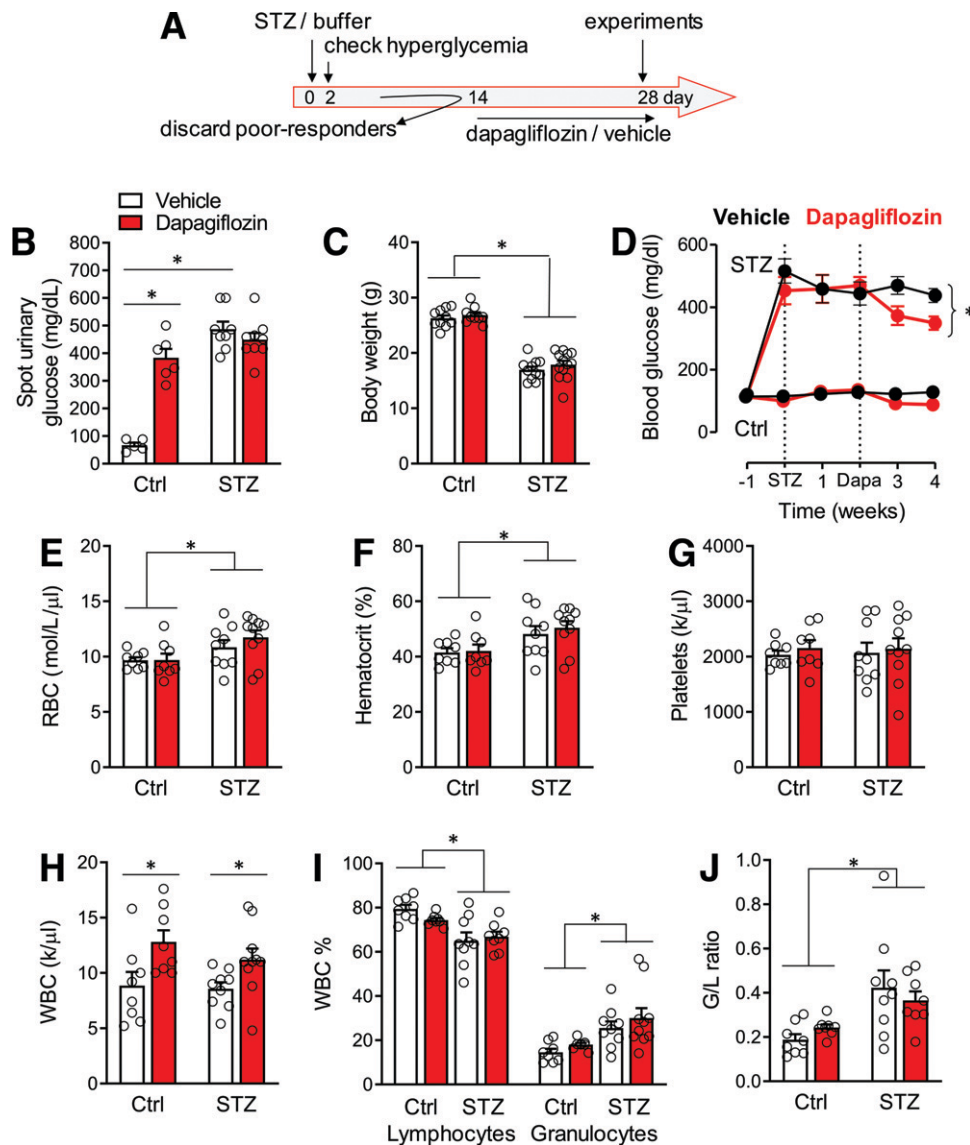 A
STZ / buffer
experiments
check hyperglycemia
0 2 14 28 day
discard poor-responders
dapagliflozin / vehicle
Vehicle
Dapagiflozin
B
*
*
Spot urinary
glucose (mg/dL)
800
700
600
500
400
300
200
100
0
Ctrl STZ
C
*
Body weight (g)
40
30
20
10
0
Ctrl STZ
D
Vehicle Dapagliflozin
Blood glucose (mg/dl)
600
400
200
0
STZ
*
Ctrl
-1 STZ 1 Dapa 3 4
Time (weeks)
E
*
RBC (mol/L/µl)
20
15
10
5
0
Ctrl STZ
F
*
Hematocrit (%)
80
60
40
20
0
Ctrl STZ
G
Platelets (k/µl)
4000
3000
2000
1000
0
Ctrl STZ
H
* *
WBC (k/µl)
20
15
10
5
0
Ctrl STZ
I
*
*
WBC %
100
80
60
40
20
0
Ctrl STZ Ctrl STZ
Lymphocytes Granulocytes
J
*
G/L ratio
1.0
0.8
0.6
0.4
0.2
0.0
Ctrl STZ